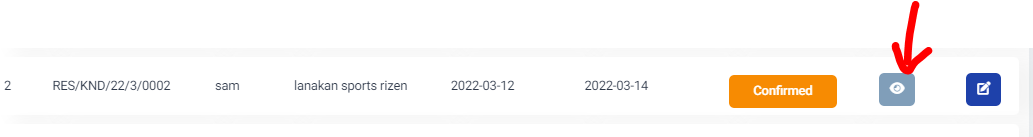 2 RES/KND/22/3/0002 sam lanakan sports rizen 2022-03-12 2022-03-14 Confirmed